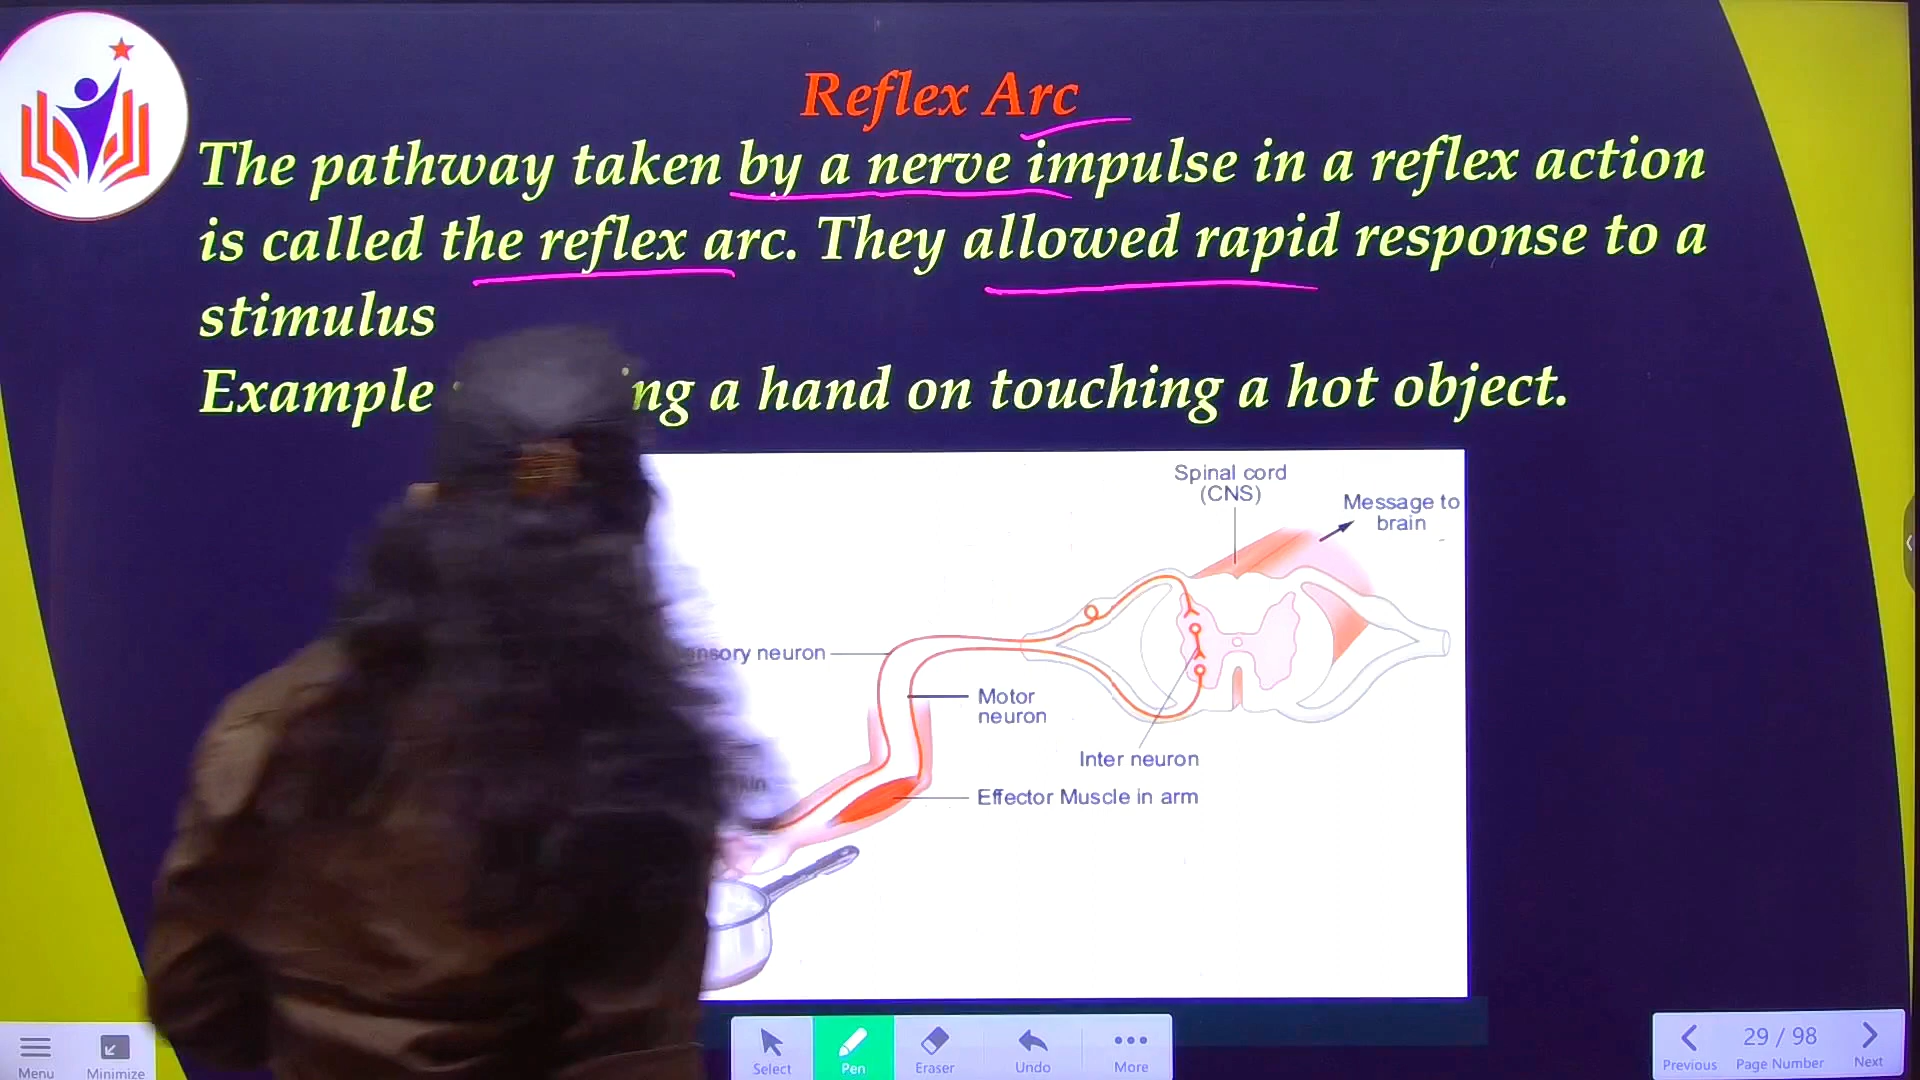 Reflex Arc
The pathway taken by a nerve impulse in a reflex action
is called the reflex arc. They allowed rapid response to a
stimulus
Example a hand on touching a hot object.
Spinal cord
(CNS)
Message to
brain
neuron
Motor
neuron
Inter neuron
Effector Muscle in arm
Menu
Minimize
Select
Pen
Eraser
Undo
More
Previous
29 / 98
Page Number
Next